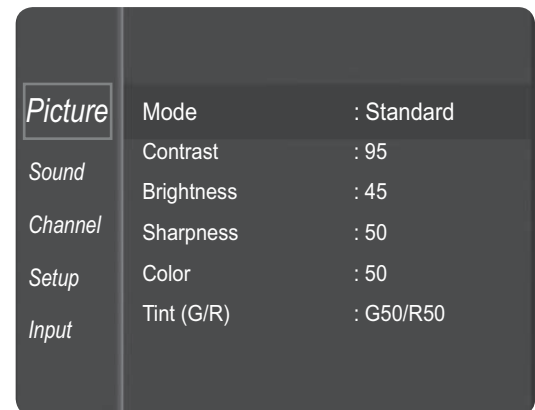 Picture
Sound
Channel
Setup
Input
Mode : Standard
Contrast : 95
Brightness : 45
Sharpness : 50
Color : 50
Tint (G/R) : G50/R50